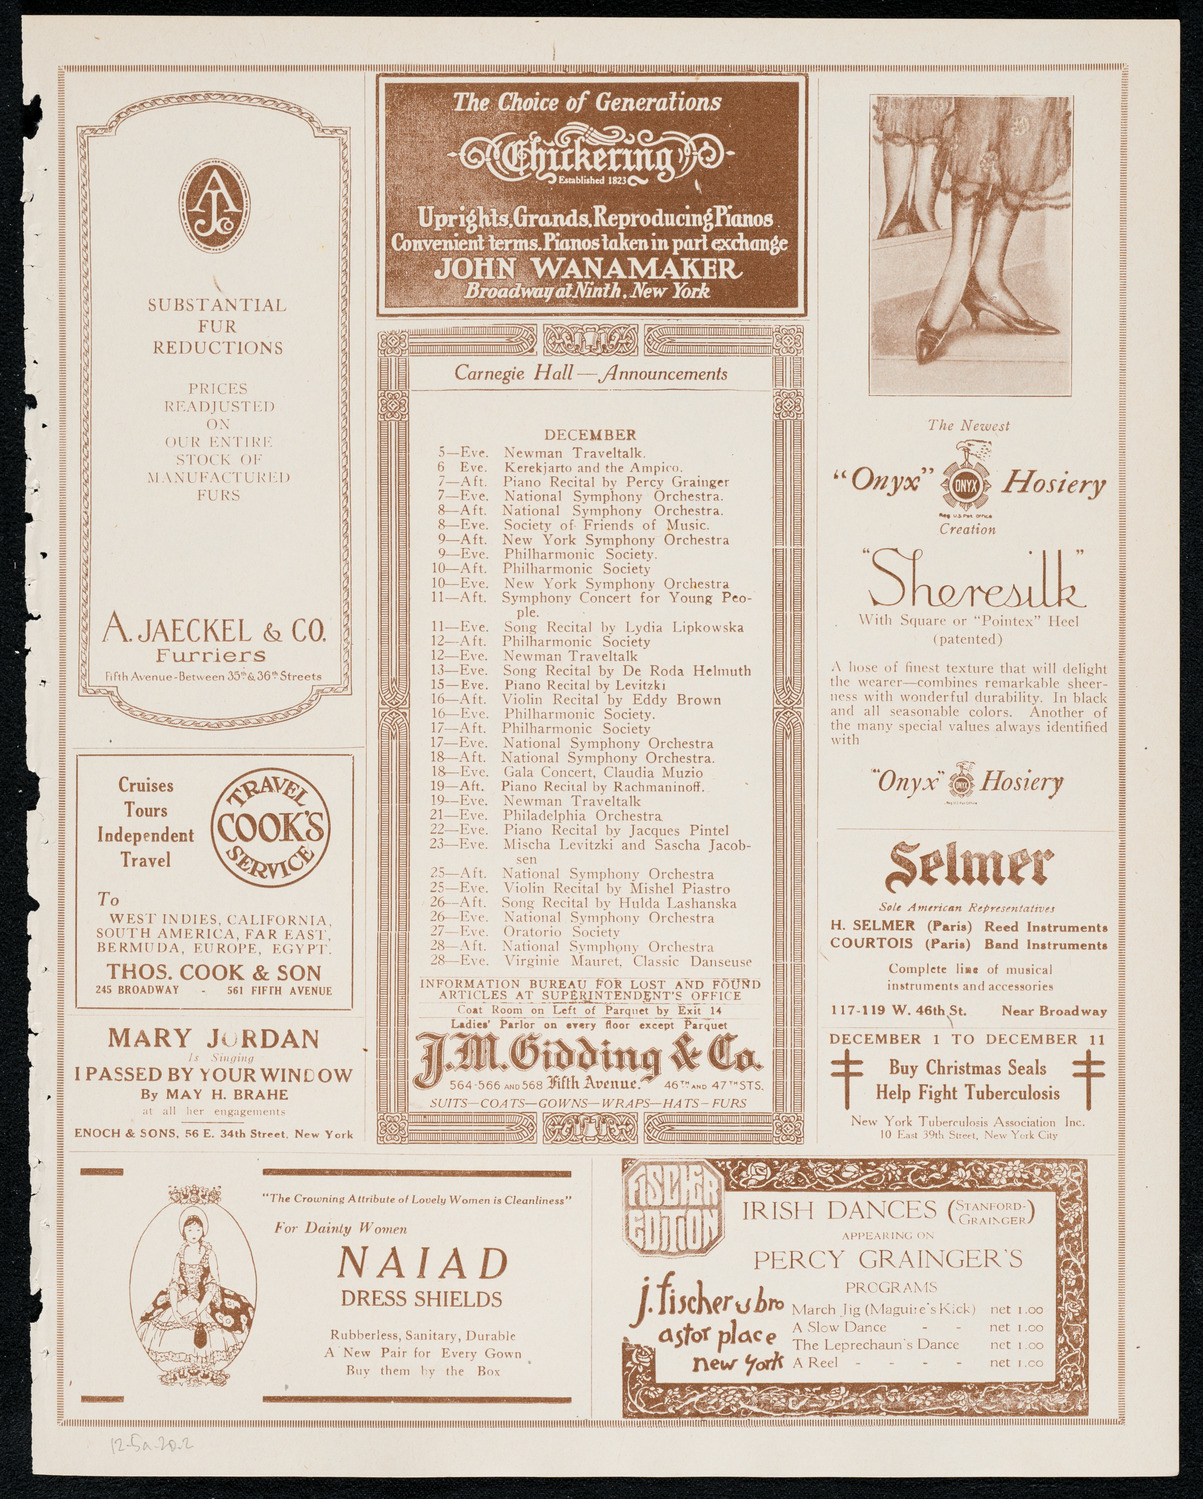 AJCo
SUBSTANTIAL
FUR
REDUCTIONS
PRICES
READJUSTED
ON
OUR ENTIRE
STOCK OF
MANUFACTURED
FURS
A. JAECKEL & CO.
Furriers
Fifth Avenue-Between 35th & 36th Streets
Cruises
Tours
Independent
Travel
TRAVEL
COOK'S
SERVICE
To
WEST INDIES, CALIFORNIA,
SOUTH AMERICA, FAR EAST,
BERMUDA, EUROPE, EGYPT.
THOS. COOK & SON
245 BROADWAY - 561 FIFTH AVENUE
MARY JORDAN
Is Singing
I PASSED BY YOUR WINDOW
By MAY H. BRAHE
at all her engagements
ENOCH & SONS, 56 E. 34th Street, New York
The Choice of Generations
Chickering
Established 1823
Uprights, Grands, Reproducing Pianos
Convenient terms. Pianos taken in part exchange
JOHN WANAMAKER
Broadway at Ninth, New York
Carnegie Hall — Announcements
DECEMBER
5—Eve. Newman Traveltalk.
6 Eve. Kerekjarto and the Ampico.
7—Aft. Piano Recital by Percy Grainger
7—Eve. National Symphony Orchestra.
8—Aft. National Symphony Orchestra.
8—Eve. Society of Friends of Music.
9—Aft. New York Symphony Orchestra
9—Eve. Philharmonic Society.
10—Aft. Philharmonic Society
10—Eve. New York Symphony Orchestra
11—Aft. Symphony Concert for Young Peo-
ple.
11—Eve. Song Recital by Lydia Lipkowska
12—Aft. Philharmonic Society
12—Eve. Newman Traveltalk
13—Eve. Song Recital by De Roda Helmuth
15—Eve. Piano Recital by Levitzki
16—Aft. Violin Recital by Eddy Brown
16—Eve. Philharmonic Society.
17—Aft. Philharmonic Society
17—Eve. National Symphony Orchestra
18—Aft. National Symphony Orchestra.
18—Eve. Gala Concert, Claudia Muzio
19—Aft. Piano Recital by Rachmaninoff.
19—Eve. Newman Traveltalk
21—Eve. Philadelphia Orchestra
22—Eve. Piano Recital by Jacques Pintel
23—Eve. Mischa Levitzki and Sascha Jacob-
sen
25—Aft. National Symphony Orchestra
25—Eve. Violin Recital by Mishel Piastro
26—Aft. Song Recital by Hulda Lashanska
26—Eve. National Symphony Orchestra
27—Eve. Oratorio Society
28—Aft. National Symphony Orchestra
28—Eve. Virginie Mauret, Classic Danseuse
INFORMATION BUREAU FOR LOST AND FOUND
ARTICLES AT SUPERINTENDENT'S OFFICE
Coat Room on Left of Parquet by Exit 14
Ladies' Parlor on every floor except Parquet
J.M. Gidding & Co.
564-566 AND 568 Fifth Avenue. 46TH AND 47TH STS.
SUITS—COATS—GOWNS—WRAPS—HATS—FURS
The Newest
"Onyx" ONYX Hosiery
Reg. U.S. Pat. Office
Creation
"Sheresilk"
With Square or "Pointex" Heel
(patented)
A hose of finest texture that will delight
the wearer—combines remarkable sheer-
ness with wonderful durability. In black
and all seasonable colors. Another of
the many special values always identified
with
"Onyx" ONYX Hosiery
Selmer
Sole American Representatives
H. SELMER (Paris) Reed Instruments
COURTOIS (Paris) Band Instruments
Complete line of musical
instruments and accessories
117-119 W. 46th St. Near Broadway
DECEMBER 1 TO DECEMBER 11
Buy Christmas Seals
Help Fight Tuberculosis
New York Tuberculosis Association Inc.
10 East 39th Street, New York City
"The Crowning Attribute of Lovely Women is Cleanliness"
For Dainty Women
NAIAD
DRESS SHIELDS
Rubberless, Sanitary, Durable
A New Pair for Every Gown
Buy them by the Box
FISCHER
EDITION
j. fischer & bro
astor place
new york
IRISH DANCES (STANFORD-
GRAINGER)
APPEARING ON
PERCY GRAINGER'S
PROGRAMS
March Jig (Maguire's Kick) net 1.00
A Slow Dance - - net 1.00
The Leprechaun's Dance net 1.00
A Reel - - - - net 1.00
12-5a-20-2